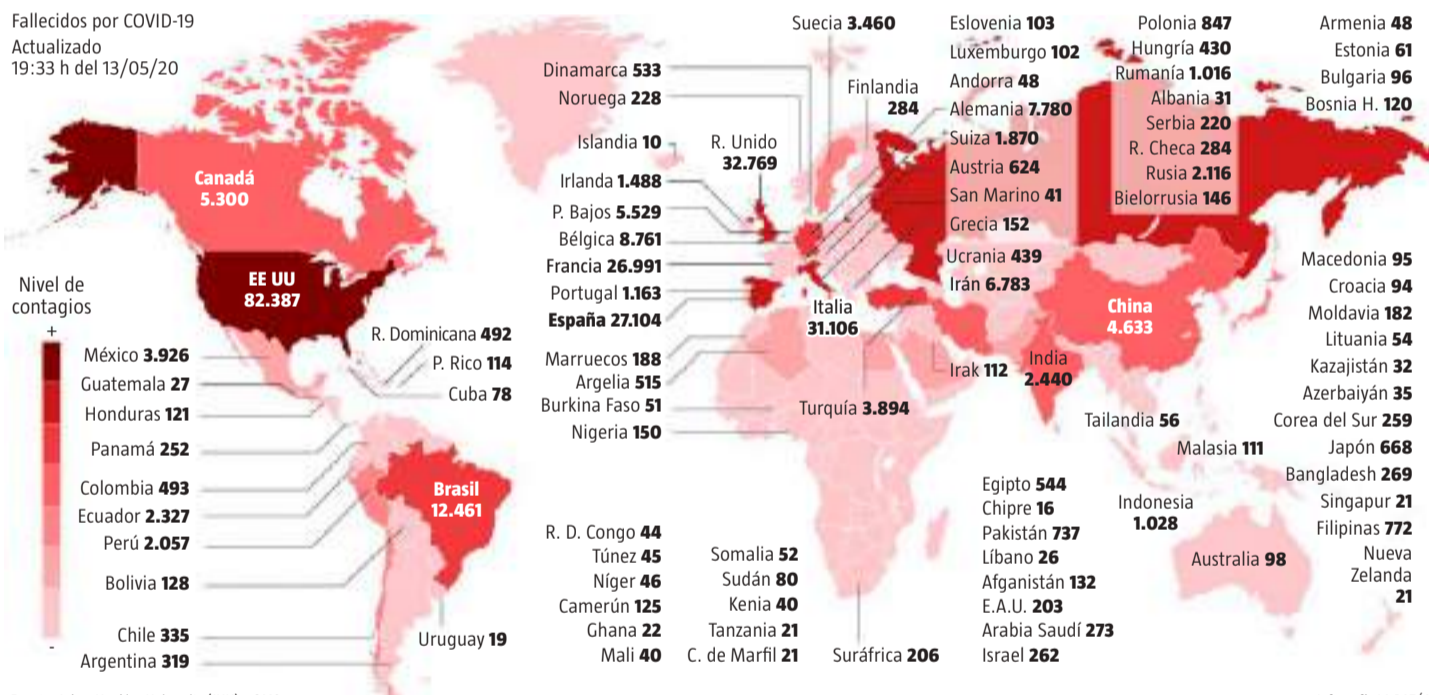 Fallecidos por COVID-19
Actualizado
19:33 h del 13/05/20
Canadá
5.300
EE UU
82.387
Nivel de
contagios
+
-
México 3.926
Guatemala 27
Honduras 121
Panamá 252
Colombia 493
Ecuador 2.327
Perú 2.057
Bolivia 128
Chile 335
Argentina 319
R. Dominicana 492
P. Rico 114
Cuba 78
Brasil
12.461
Uruguay 19
Suecia 3.460
Dinamarca 533
Noruega 228
Finlandia
284
Islandia 10
R. Unido
32.769
Irlanda 1.488
P. Bajos 5.529
Bélgica 8.761
Francia 26.991
Portugal 1.163
España 27.104
Italia
31.106
Marruecos 188
Argelia 515
Burkina Faso 51
Nigeria 150
Turquía 3.894
Eslovenia 103
Luxemburgo 102
Andorra 48
Alemania 7.780
Suiza 1.870
Austria 624
San Marino 41
Grecia 152
Ucrania 439
Irán 6.783
Irak 112
Polonia 847
Hungría 430
Rumanía 1.016
Albania 31
Serbia 220
R. Checa 284
Rusia 2.116
Bielorrusia 146
Armenia 48
Estonia 61
Bulgaria 96
Bosnia H. 120
China
4.633
India
2.440
Tailandia 56
Malasia 111
Indonesia
1.028
Australia 98
Macedonia 95
Croacia 94
Moldavia 182
Lituania 54
Kazajistán 32
Azerbaiyán 35
Corea del Sur 259
Japón 668
Bangladesh 269
Singapur 21
Filipinas 772
Nueva
Zelanda
21
R. D. Congo 44
Túnez 45
Níger 46
Camerún 125
Ghana 22
Mali 40
Somalia 52
Sudán 80
Kenia 40
Tanzania 21
C. de Marfil 21
Suráfrica 206
Egipto 544
Chipre 16
Pakistán 737
Líbano 26
Afganistán 132
E.A.U. 203
Arabia Saudí 273
Israel 262